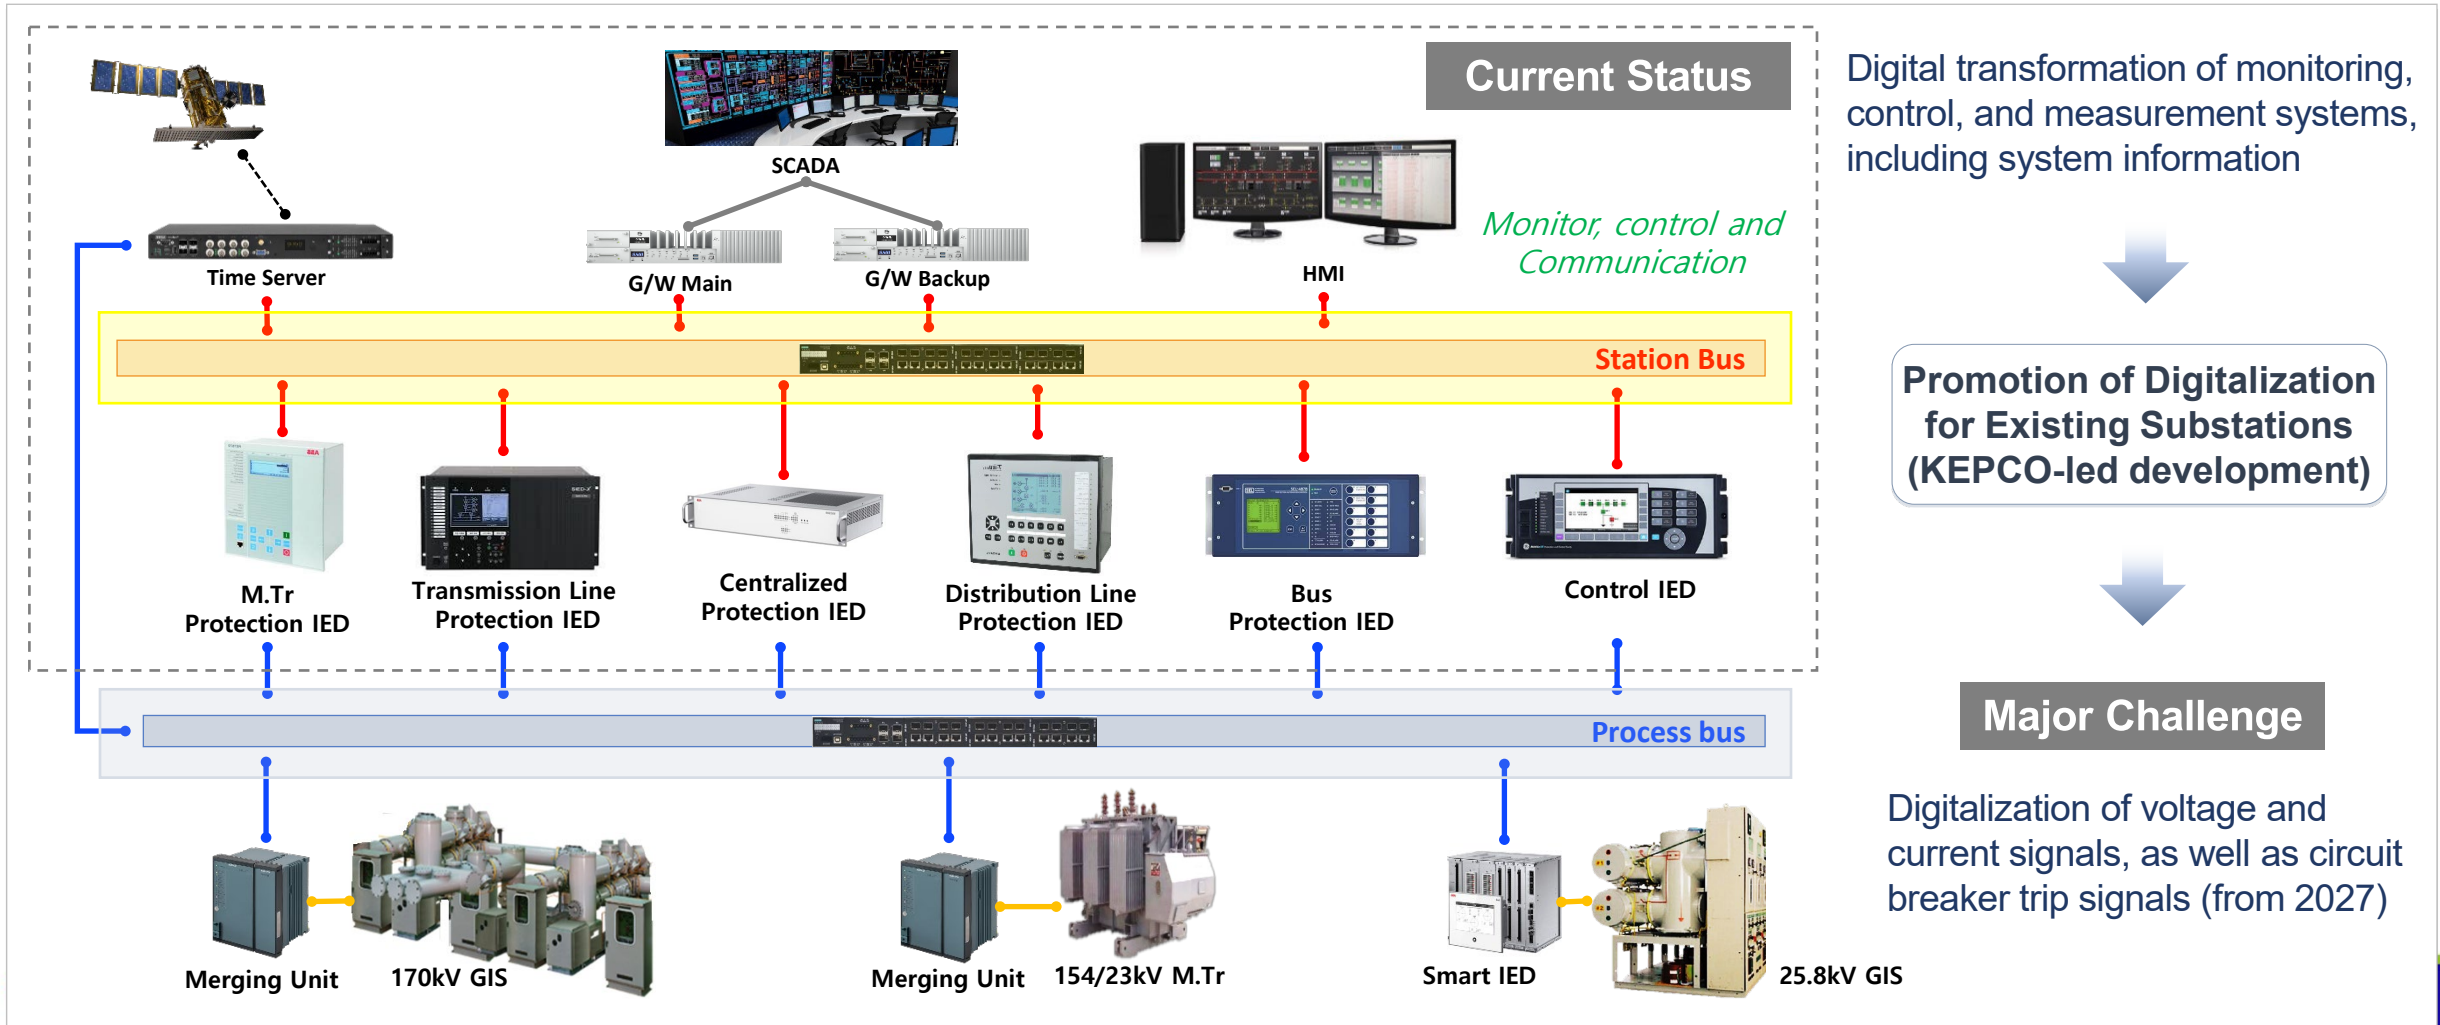 Current Status
SCADA
Monitor, control and
Communication
Time Server
G/W Main
G/W Backup
HMI
Station Bus
M.Tr
Protection IED
Transmission Line
Protection IED
Centralized
Protection IED
Distribution Line
Protection IED
Bus
Protection IED
Control IED
Process bus
Merging Unit
170kV GIS
Merging Unit
154/23kV M.Tr
Smart IED
25.8kV GIS
Digital transformation of monitoring,
control, and measurement systems,
including system information
Promotion of Digitalization
for Existing Substations
(KEPCO-led development)
Major Challenge
Digitalization of voltage and
current signals, as well as circuit
breaker trip signals (from 2027)